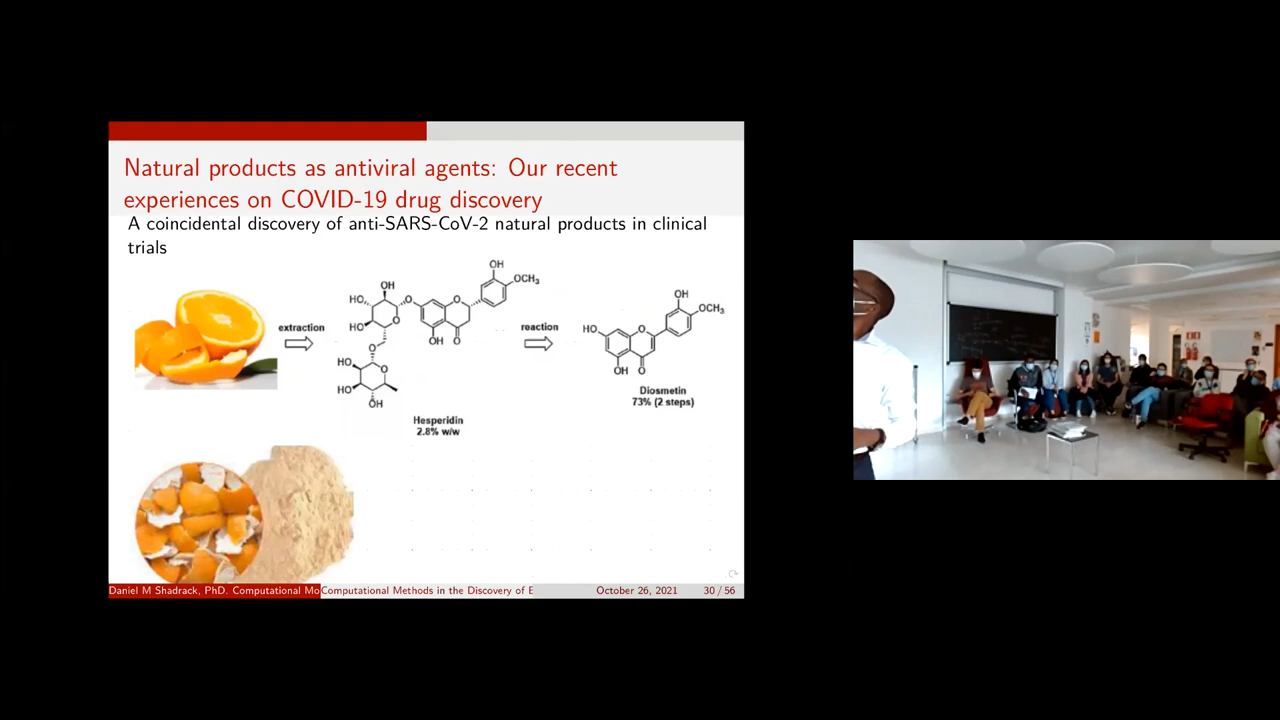 Natural products as antiviral agents: Our recent
experiences on COVID-19 drug discovery
A coincidental discovery of anti-SARS-CoV-2 natural products in clinical
trials
extraction
OH
HO
O
O
HO
O
HO
O
O
HO
HO
OH
OH
O
O
OH
OCH3
Hesperidin
2.8% w/w
reaction
HO
OH
O
O
OH
OCH3
Diosmetin
73% (2 steps)
Daniel M Shadrack, PhD. Computational Mo
Computational Methods in the Discovery of E
October 26, 2021
30 / 56